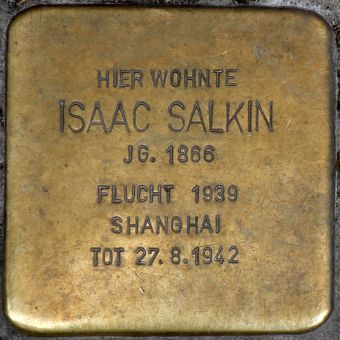 HIER WOHNTE
ISAAC SALKIN
JG. 1866
FLUCHT 1939
SHANGHAI
TOT 27.8.1942